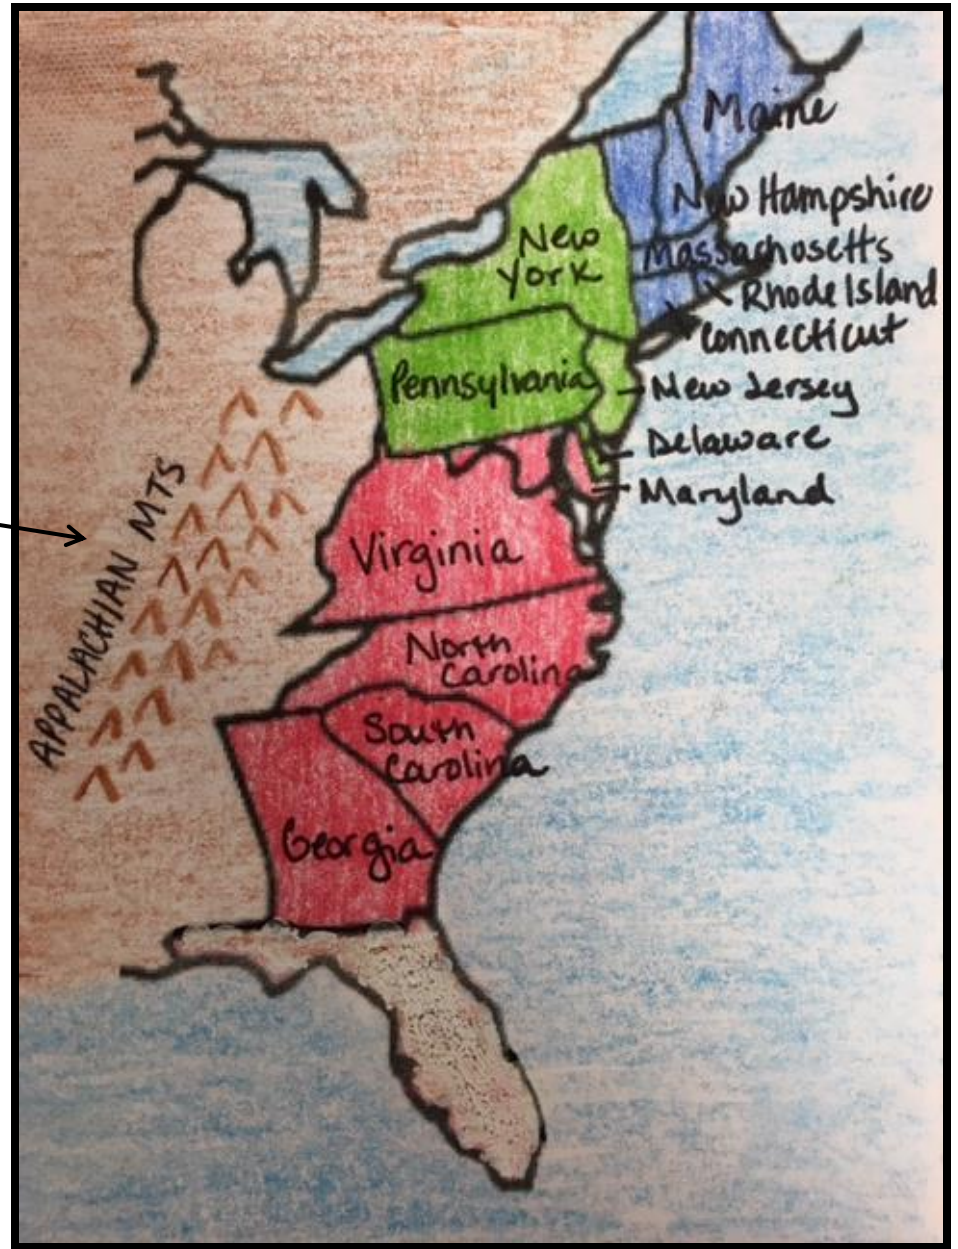 Maine
New Hampshire
Massachosetts
Rhode Island
Connecticut
New
York
Pennsylvania
New Jersey
Delaware
Maryland
APPALACHIAN MTS
Virginia
North
Carolina
South
Carolina
Georgia